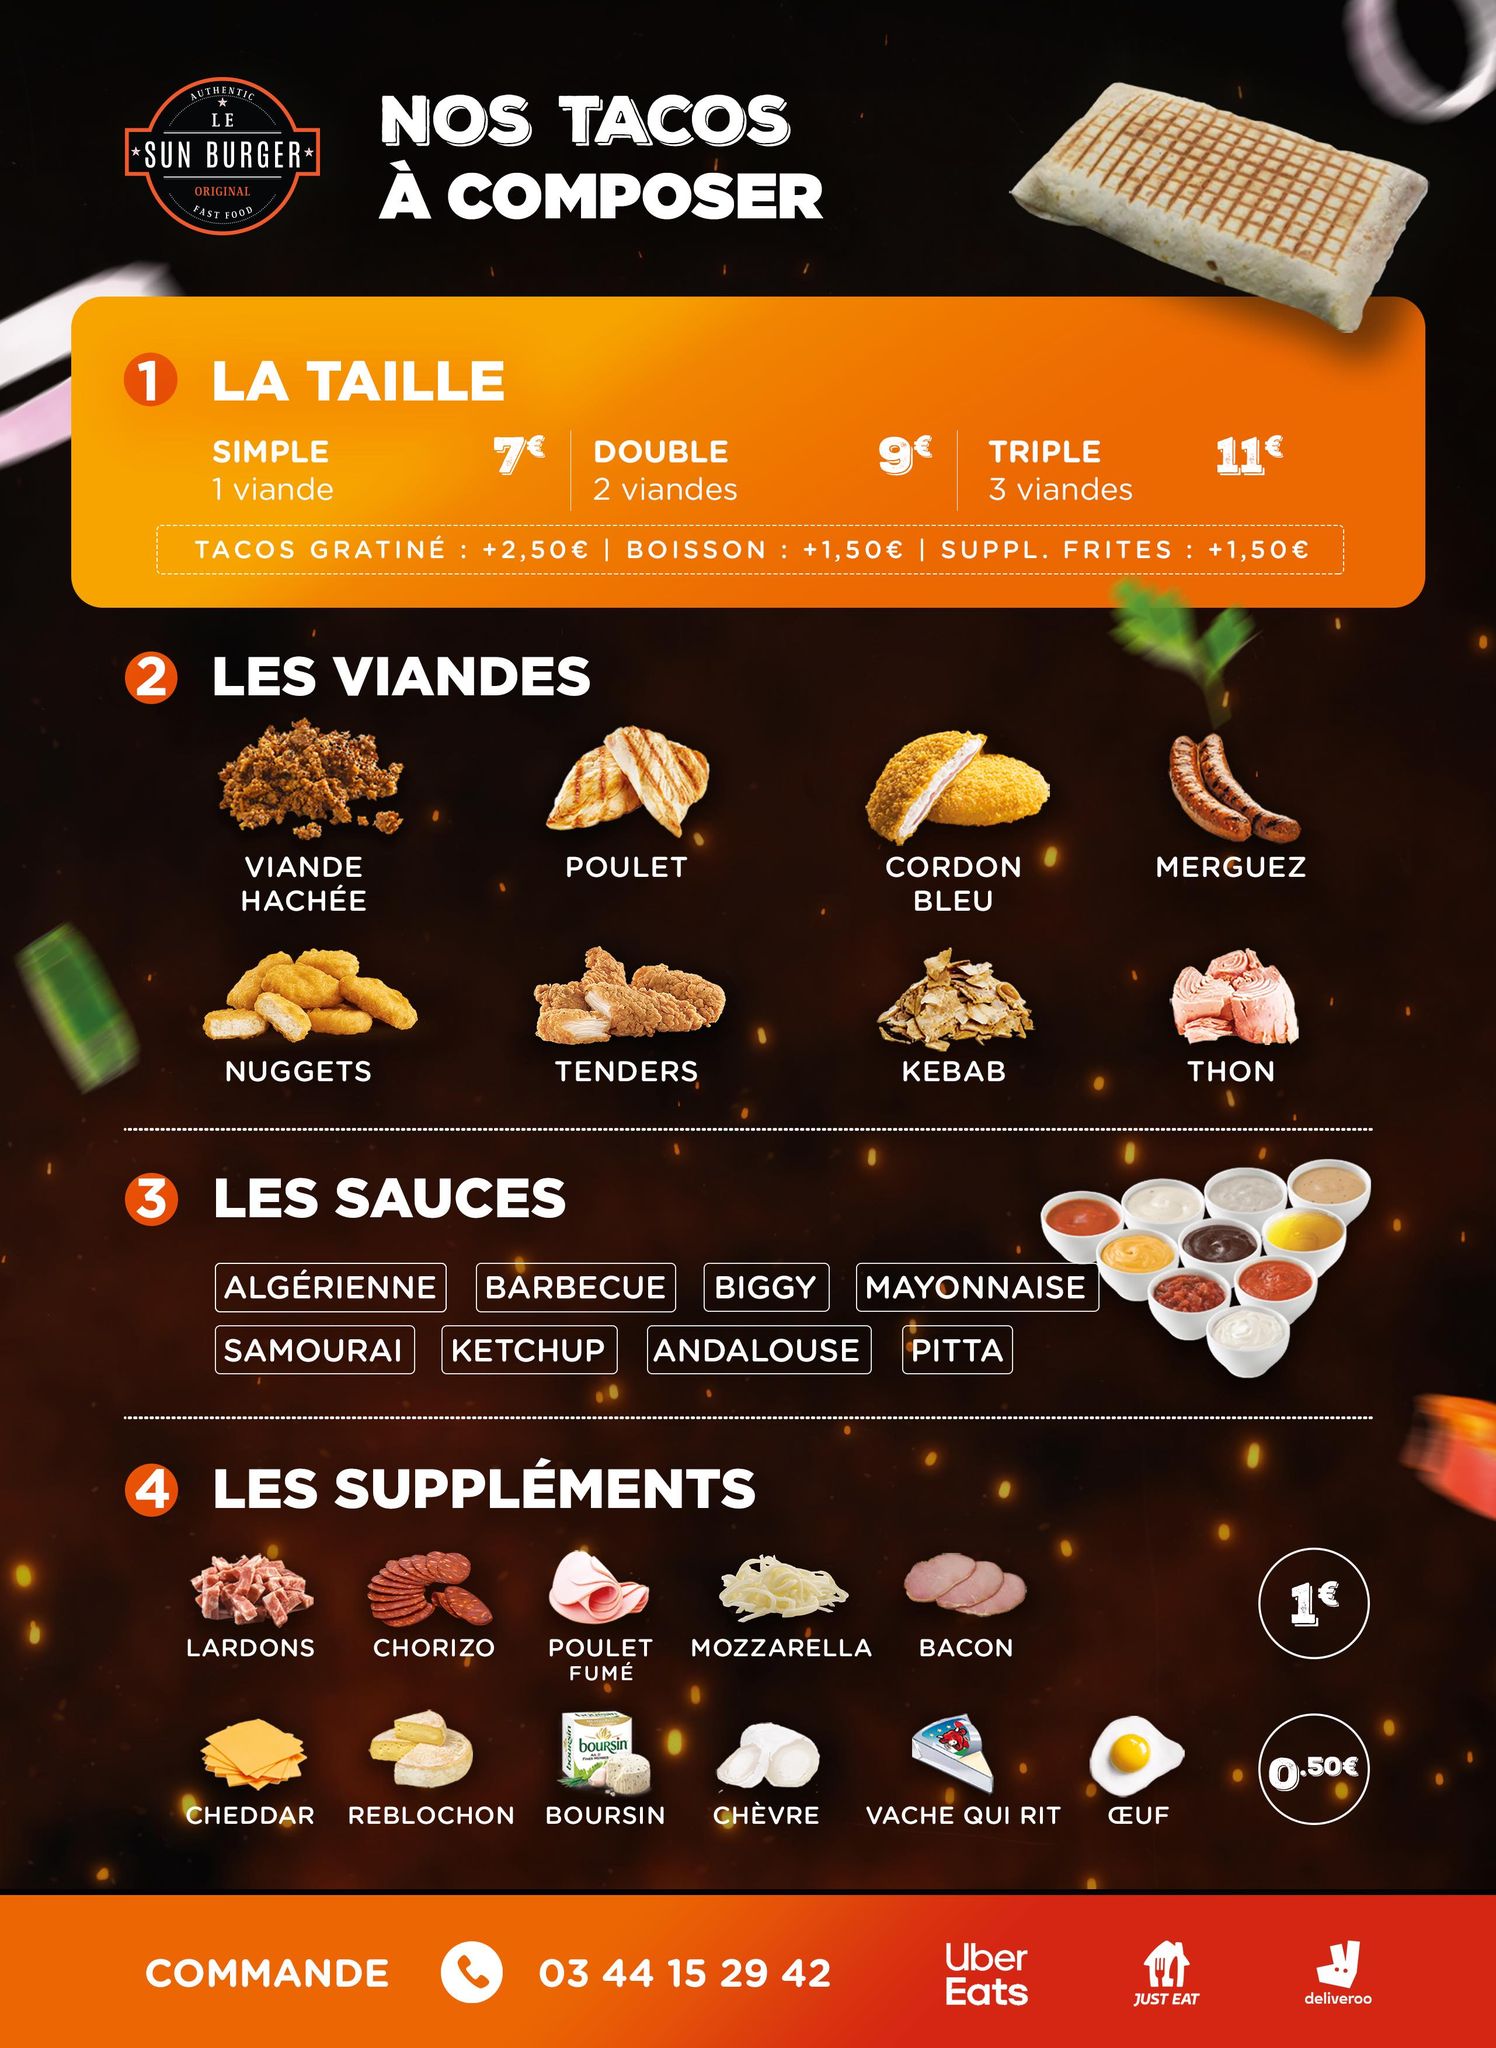 AUTHENTIC
LE
SUN BURGER
ORIGINAL
FAST FOOD
NOS TACOS
À COMPOSER
1 LA TAILLE
SIMPLE 7€
1 viande
DOUBLE 9€
2 viandes
TRIPLE 11€
3 viandes
TACOS GRATINÉ : +2,50€ | BOISSON : +1,50€ | SUPPL. FRITES : +1,50€
2 LES VIANDES
VIANDE
HACHÉE
POULET
CORDON
BLEU
MERGUEZ
NUGGETS
TENDERS
KEBAB
THON
3 LES SAUCES
ALGÉRIENNE BARBECUE BIGGY MAYONNAISE
SAMOURAI KETCHUP ANDALOUSE PITTA
4 LES SUPPLÉMENTS
LARDONS
CHORIZO
POULET
FUMÉ
MOZZARELLA
BACON
1€
boursin
CHEDDAR
REBLOCHON
BOURSIN
CHÈVRE
VACHE QUI RIT
ŒUF
0.50€
COMMANDE 03 44 15 29 42
Uber
Eats
JUST EAT
deliveroo